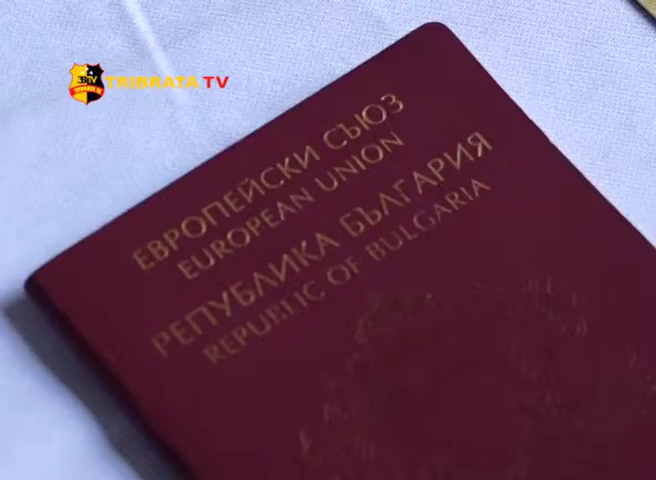 TRIBRATA TV
ЕВРОПЕЙСКИ СЪЮЗ
EUROPEAN UNION
РЕПУБЛИКА БЪЛГАРИЯ
REPUBLIC OF BULGARIA